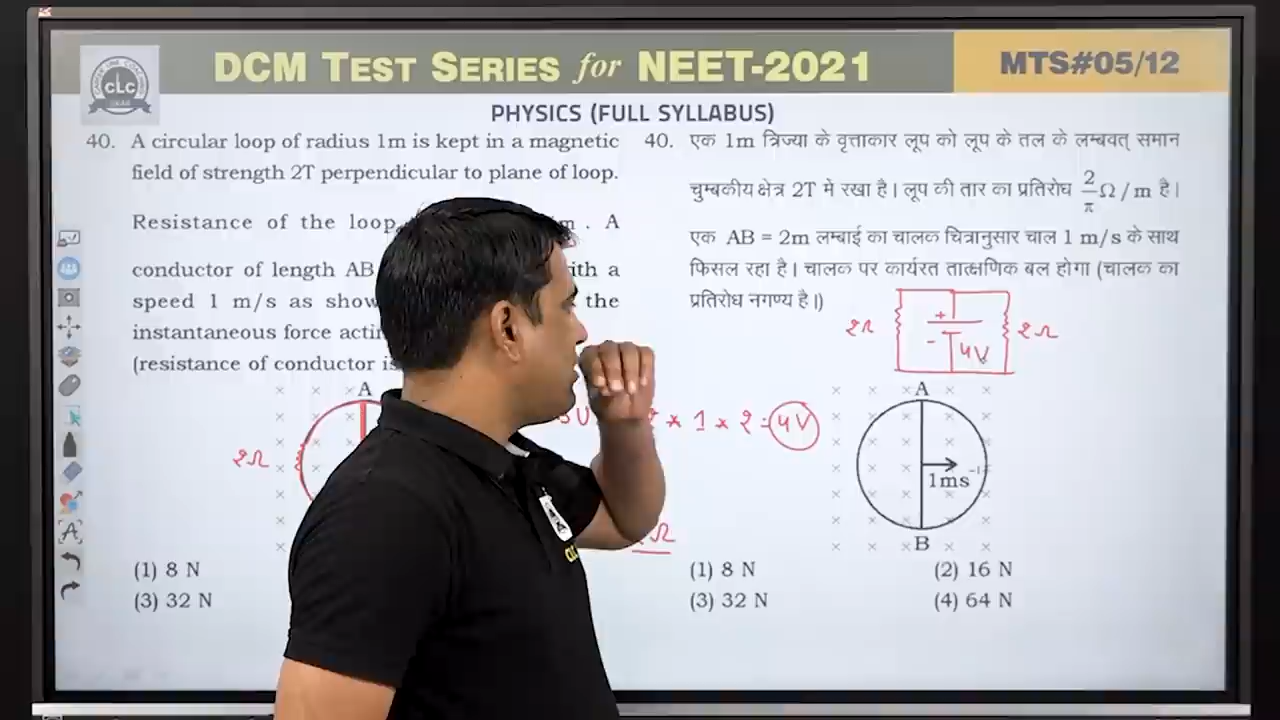 DCM TEST SERIES for NEET-2021
MTS#05/12
CLC
PHYSICS (FULL SYLLABUS)
40. A circular loop of radius 1m is kept in a magnetic
field of strength 2T perpendicular to plane of loop.
Resistance of the loop
m . A
conductor of length AB
ith a
speed 1 m/s as show
the
instantaneous force actin
(resistance of conductor is
A
2Ω
(1) 8 N
(3) 32 N
40. एक 1m त्रिज्या के वृत्ताकार लूप को लूप के तल के लम्बवत् समान
चुम्बकीय क्षेत्र 2T में रखा है। लूप की तार का प्रतिरोध 2/π Ω/m है।
एक AB = 2m लम्बाई का चालक चित्रानुसार चाल 1 m/s के साथ
फिसल रहा है। चालक पर कार्यरत तात्क्षणिक बल होगा (चालक का
प्रतिरोध नगण्य है।)
2Ω + - 4V 2Ω
* 1 * 2 = 4V
A
1ms⁻¹
B
Ω
(1) 8 N (2) 16 N
(3) 32 N (4) 64 N